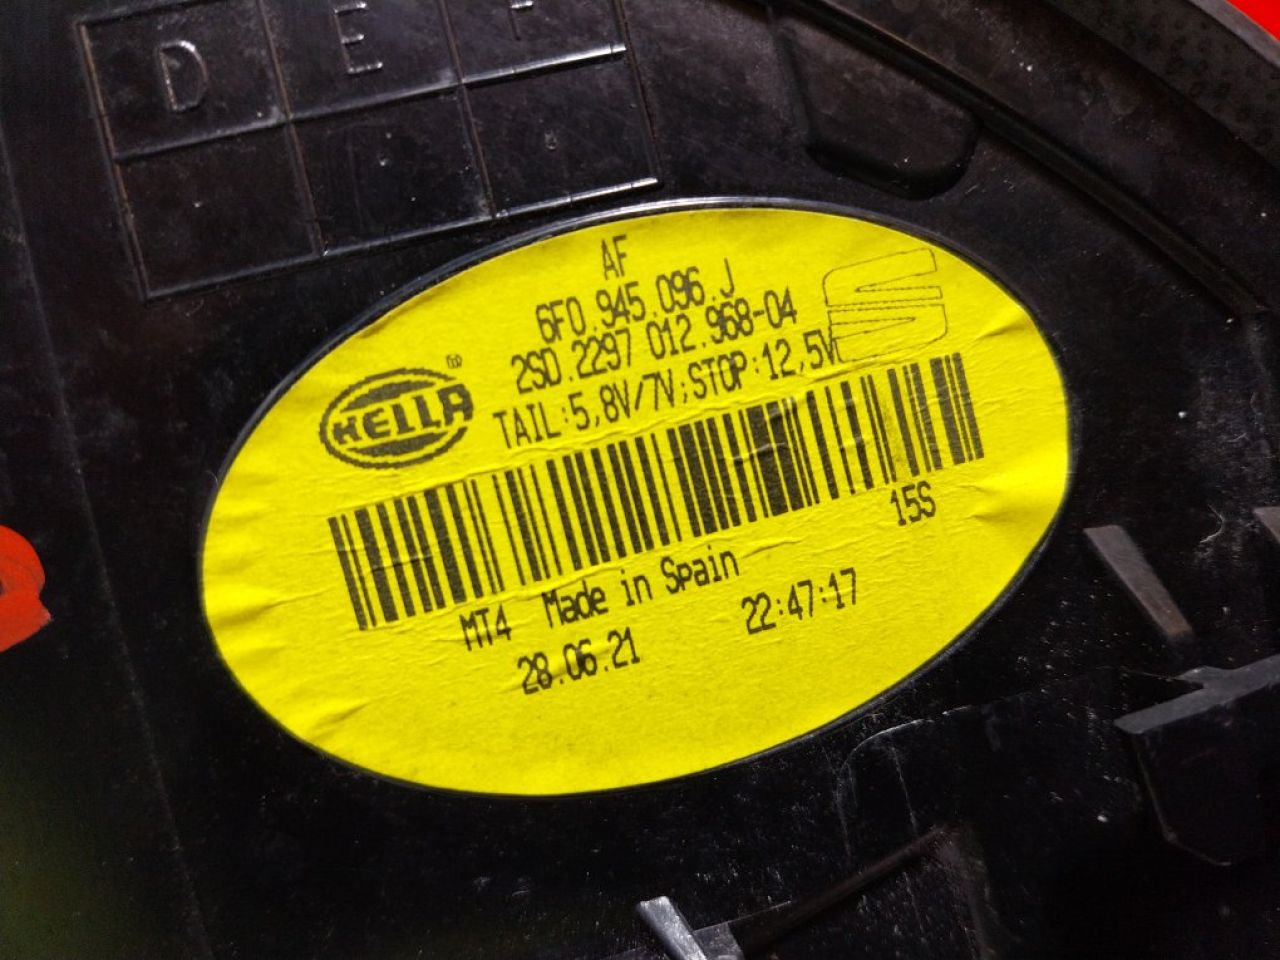 D E F
AF
6F0.945.096.J
2SD.2297 012.968-04
TAIL:5,8V/7V;STOP:12,5V
HELLA ®
15S
MT4 Made in Spain
28.06.21 22:47:17